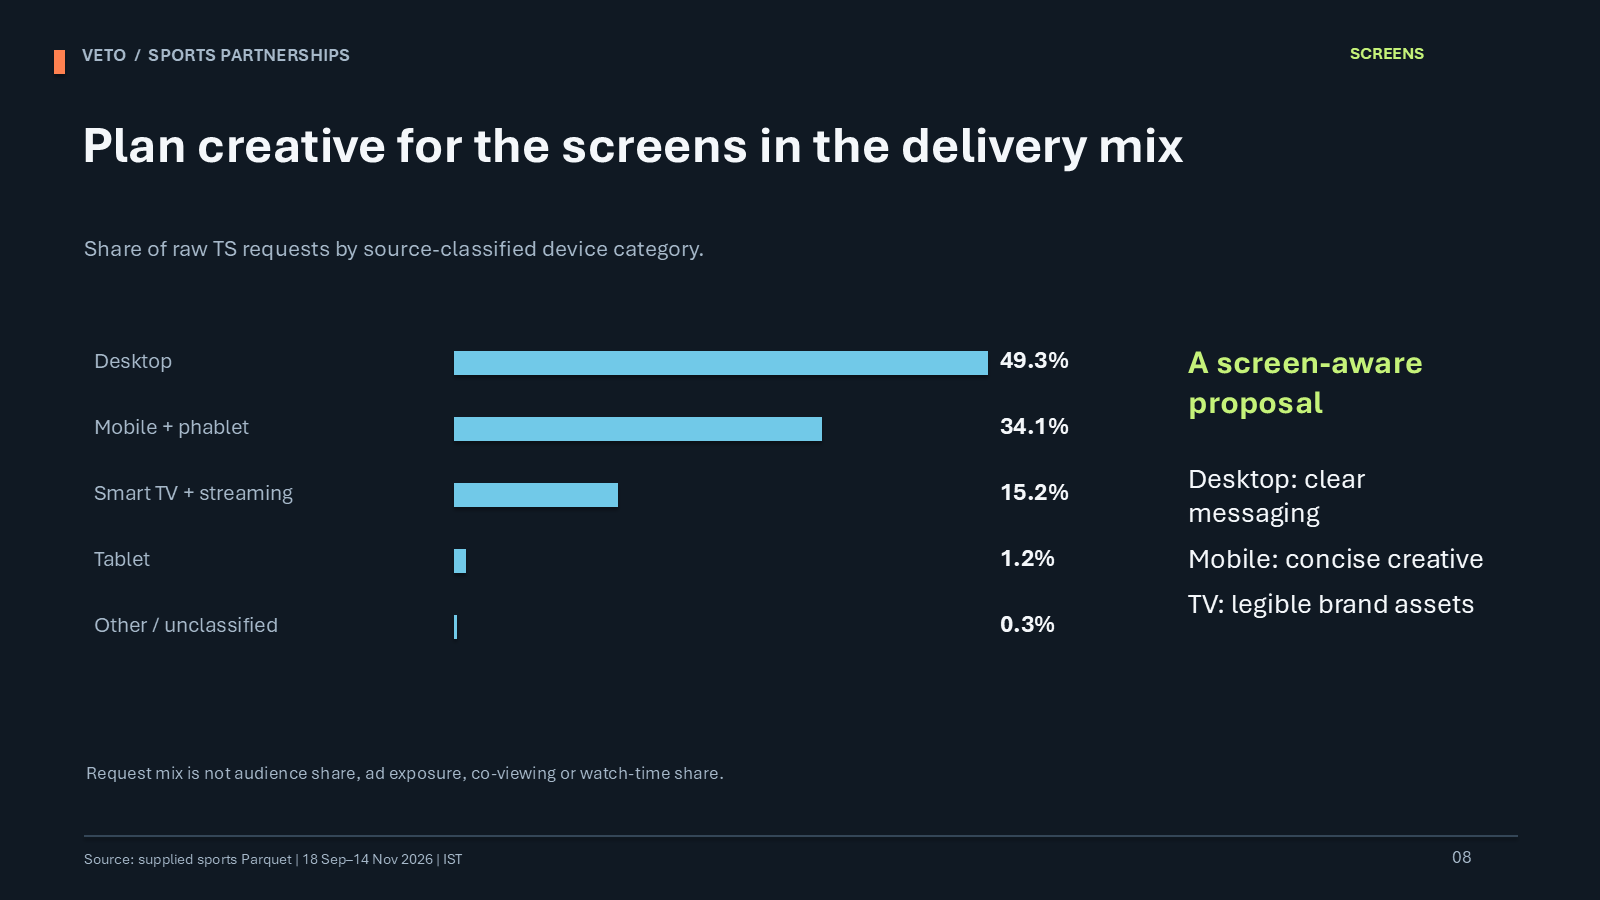 VETO / SPORTS PARTNERSHIPS
SCREENS
Plan creative for the screens in the delivery mix
Share of raw TS requests by source-classified device category.
Desktop 49.3%
Mobile + phablet 34.1%
Smart TV + streaming 15.2%
Tablet 1.2%
Other / unclassified 0.3%
A screen-aware
proposal
Desktop: clear
messaging
Mobile: concise creative
TV: legible brand assets
Request mix is not audience share, ad exposure, co-viewing or watch-time share.
Source: supplied sports Parquet | 18 Sep–14 Nov 2026 | IST
08